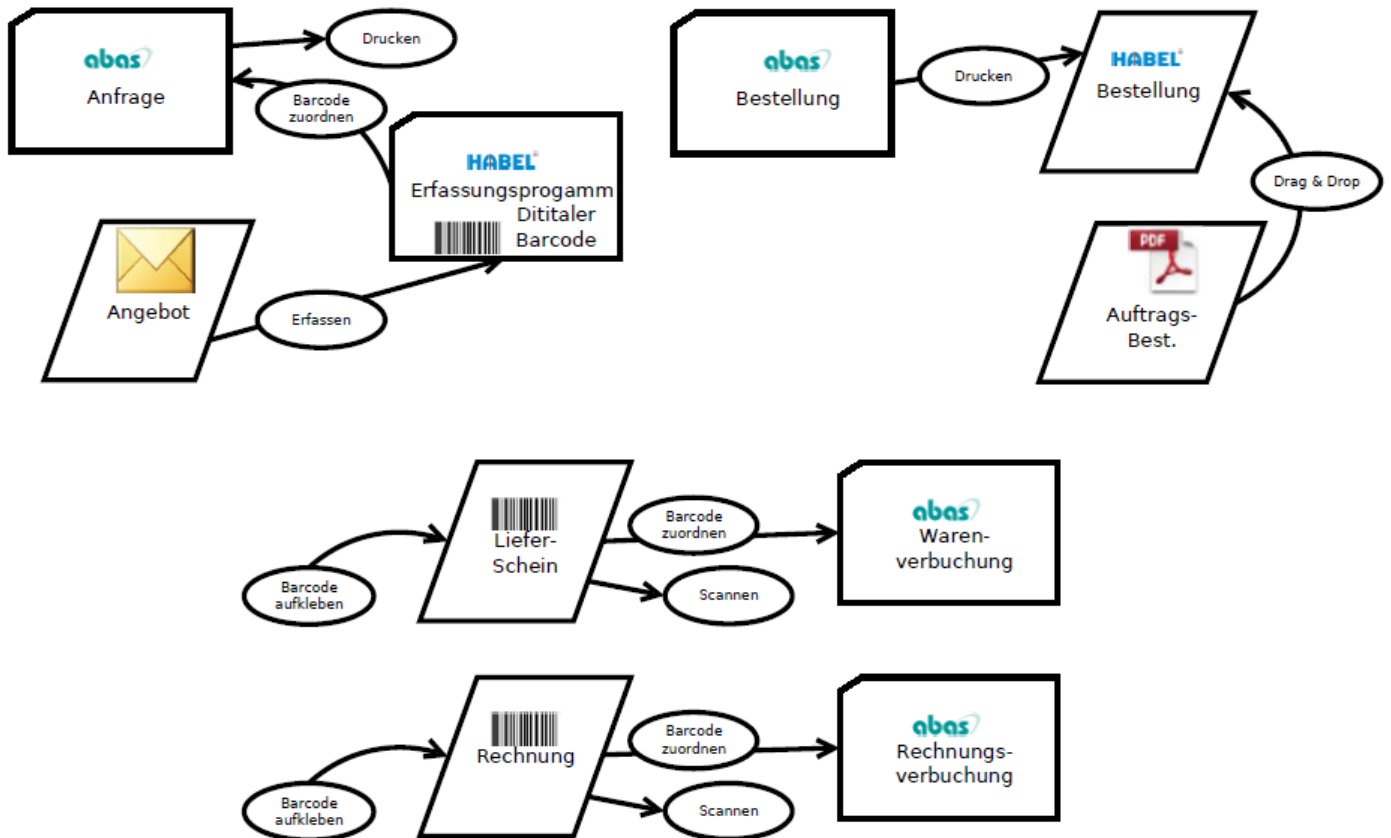 abas
Anfrage
Drucken
Barcode
zuordnen
HABEL®
Erfassungsprogamm
Dititaler
Barcode
Angebot
Erfassen
abas
Bestellung
Drucken
HABEL®
Bestellung
Drag & Drop
PDF
Auftrags-
Best.
Barcode
aufkleben
Liefer-
Schein
Barcode
zuordnen
Scannen
abas
Waren-
verbuchung
Barcode
aufkleben
Rechnung
Barcode
zuordnen
Scannen
abas
Rechnungs-
verbuchung